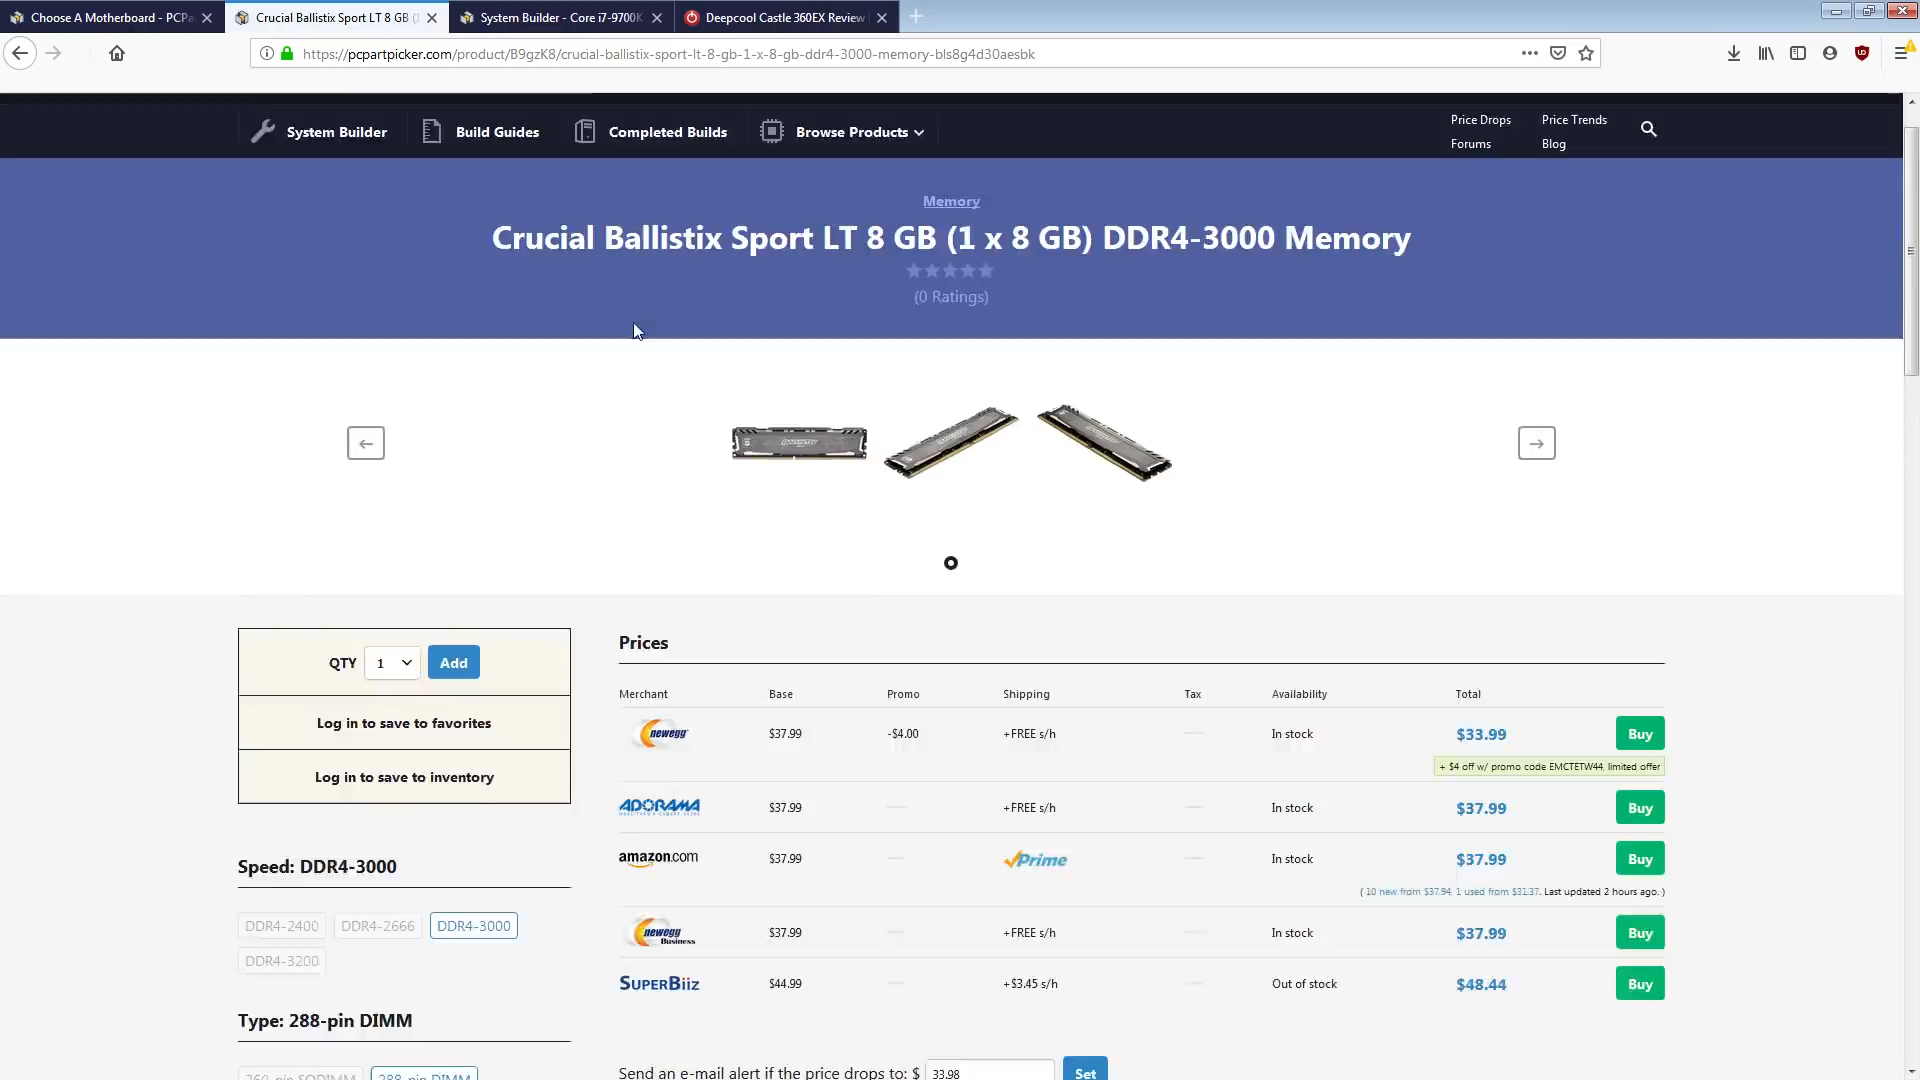 Choose A Motherboard - PCPa
Crucial Ballistix Sport LT 8 GB (1
System Builder - Core i7-9700K
Deepcool Castle 360EX Review
https://pcpartpicker.com/product/B9gzK8/crucial-ballistix-sport-lt-8-gb-1-x-8-gb-ddr4-3000-memory-bls8g4d30aesbk
System Builder
Build Guides
Completed Builds
Browse Products
Price Drops
Price Trends
Forums
Blog
Memory
Crucial Ballistix Sport LT 8 GB (1 x 8 GB) DDR4-3000 Memory
(0 Ratings)
QTY 1 Add
Log in to save to favorites
Log in to save to inventory
Speed: DDR4-3000
DDR4-2400 DDR4-2666 DDR4-3000
DDR4-3200
Type: 288-pin DIMM
260-pin SODIMM 288-pin DIMM
Prices
Merchant Base Promo Shipping Tax Availability Total
newegg $37.99 -$4.00 +FREE s/h In stock $33.99 Buy
+ $4 off w/ promo code EMCTETW44, limited offer
ADORAMA $37.99 +FREE s/h In stock $37.99 Buy
amazon.com $37.99 Prime In stock $37.99 Buy
( 10 new from $37.94, 1 used from $31.37. Last updated 2 hours ago. )
newegg Business $37.99 +FREE s/h In stock $37.99 Buy
SUPERBiiz $44.99 +$3.45 s/h Out of stock $48.44 Buy
Send an e-mail alert if the price drops to: $ 33.98 Set